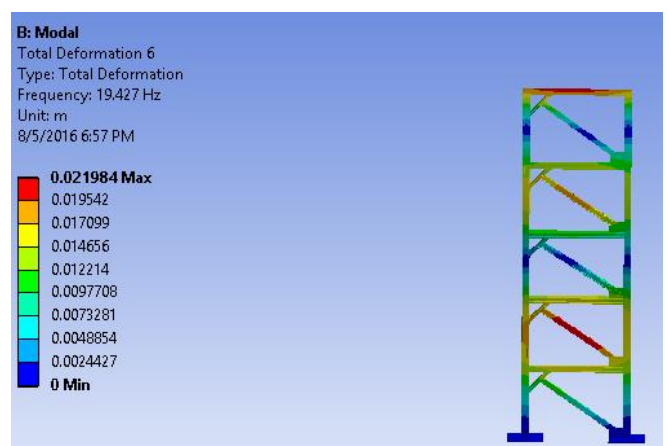 B: Modal
Total Deformation 6
Type: Total Deformation
Frequency: 19.427 Hz
Unit: m
8/5/2016 6:57 PM
0.021984 Max
0.019542
0.017099
0.014656
0.012214
0.0097708
0.0073281
0.0048854
0.0024427
0 Min